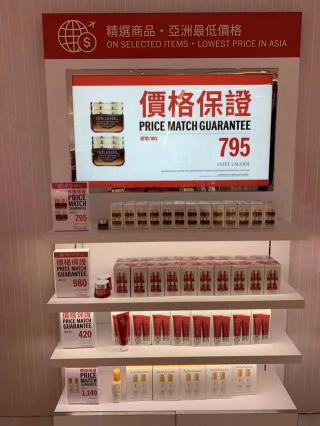 精選商品・亞洲最低價格
ON SELECTED ITEMS・LOWEST PRICE IN ASIA
價格保證
PRICE MATCH GUARANTEE
795
ESTĒE LAUDER
價格保證
PRICE
MATCH
GUARANTEE
795
價格保證
PRICE
MATCH
GUARANTEE
980
價格保證
PRICE
MATCH
GUARANTEE
420
價格保證
PRICE
MATCH
GUARANTEE
1,140